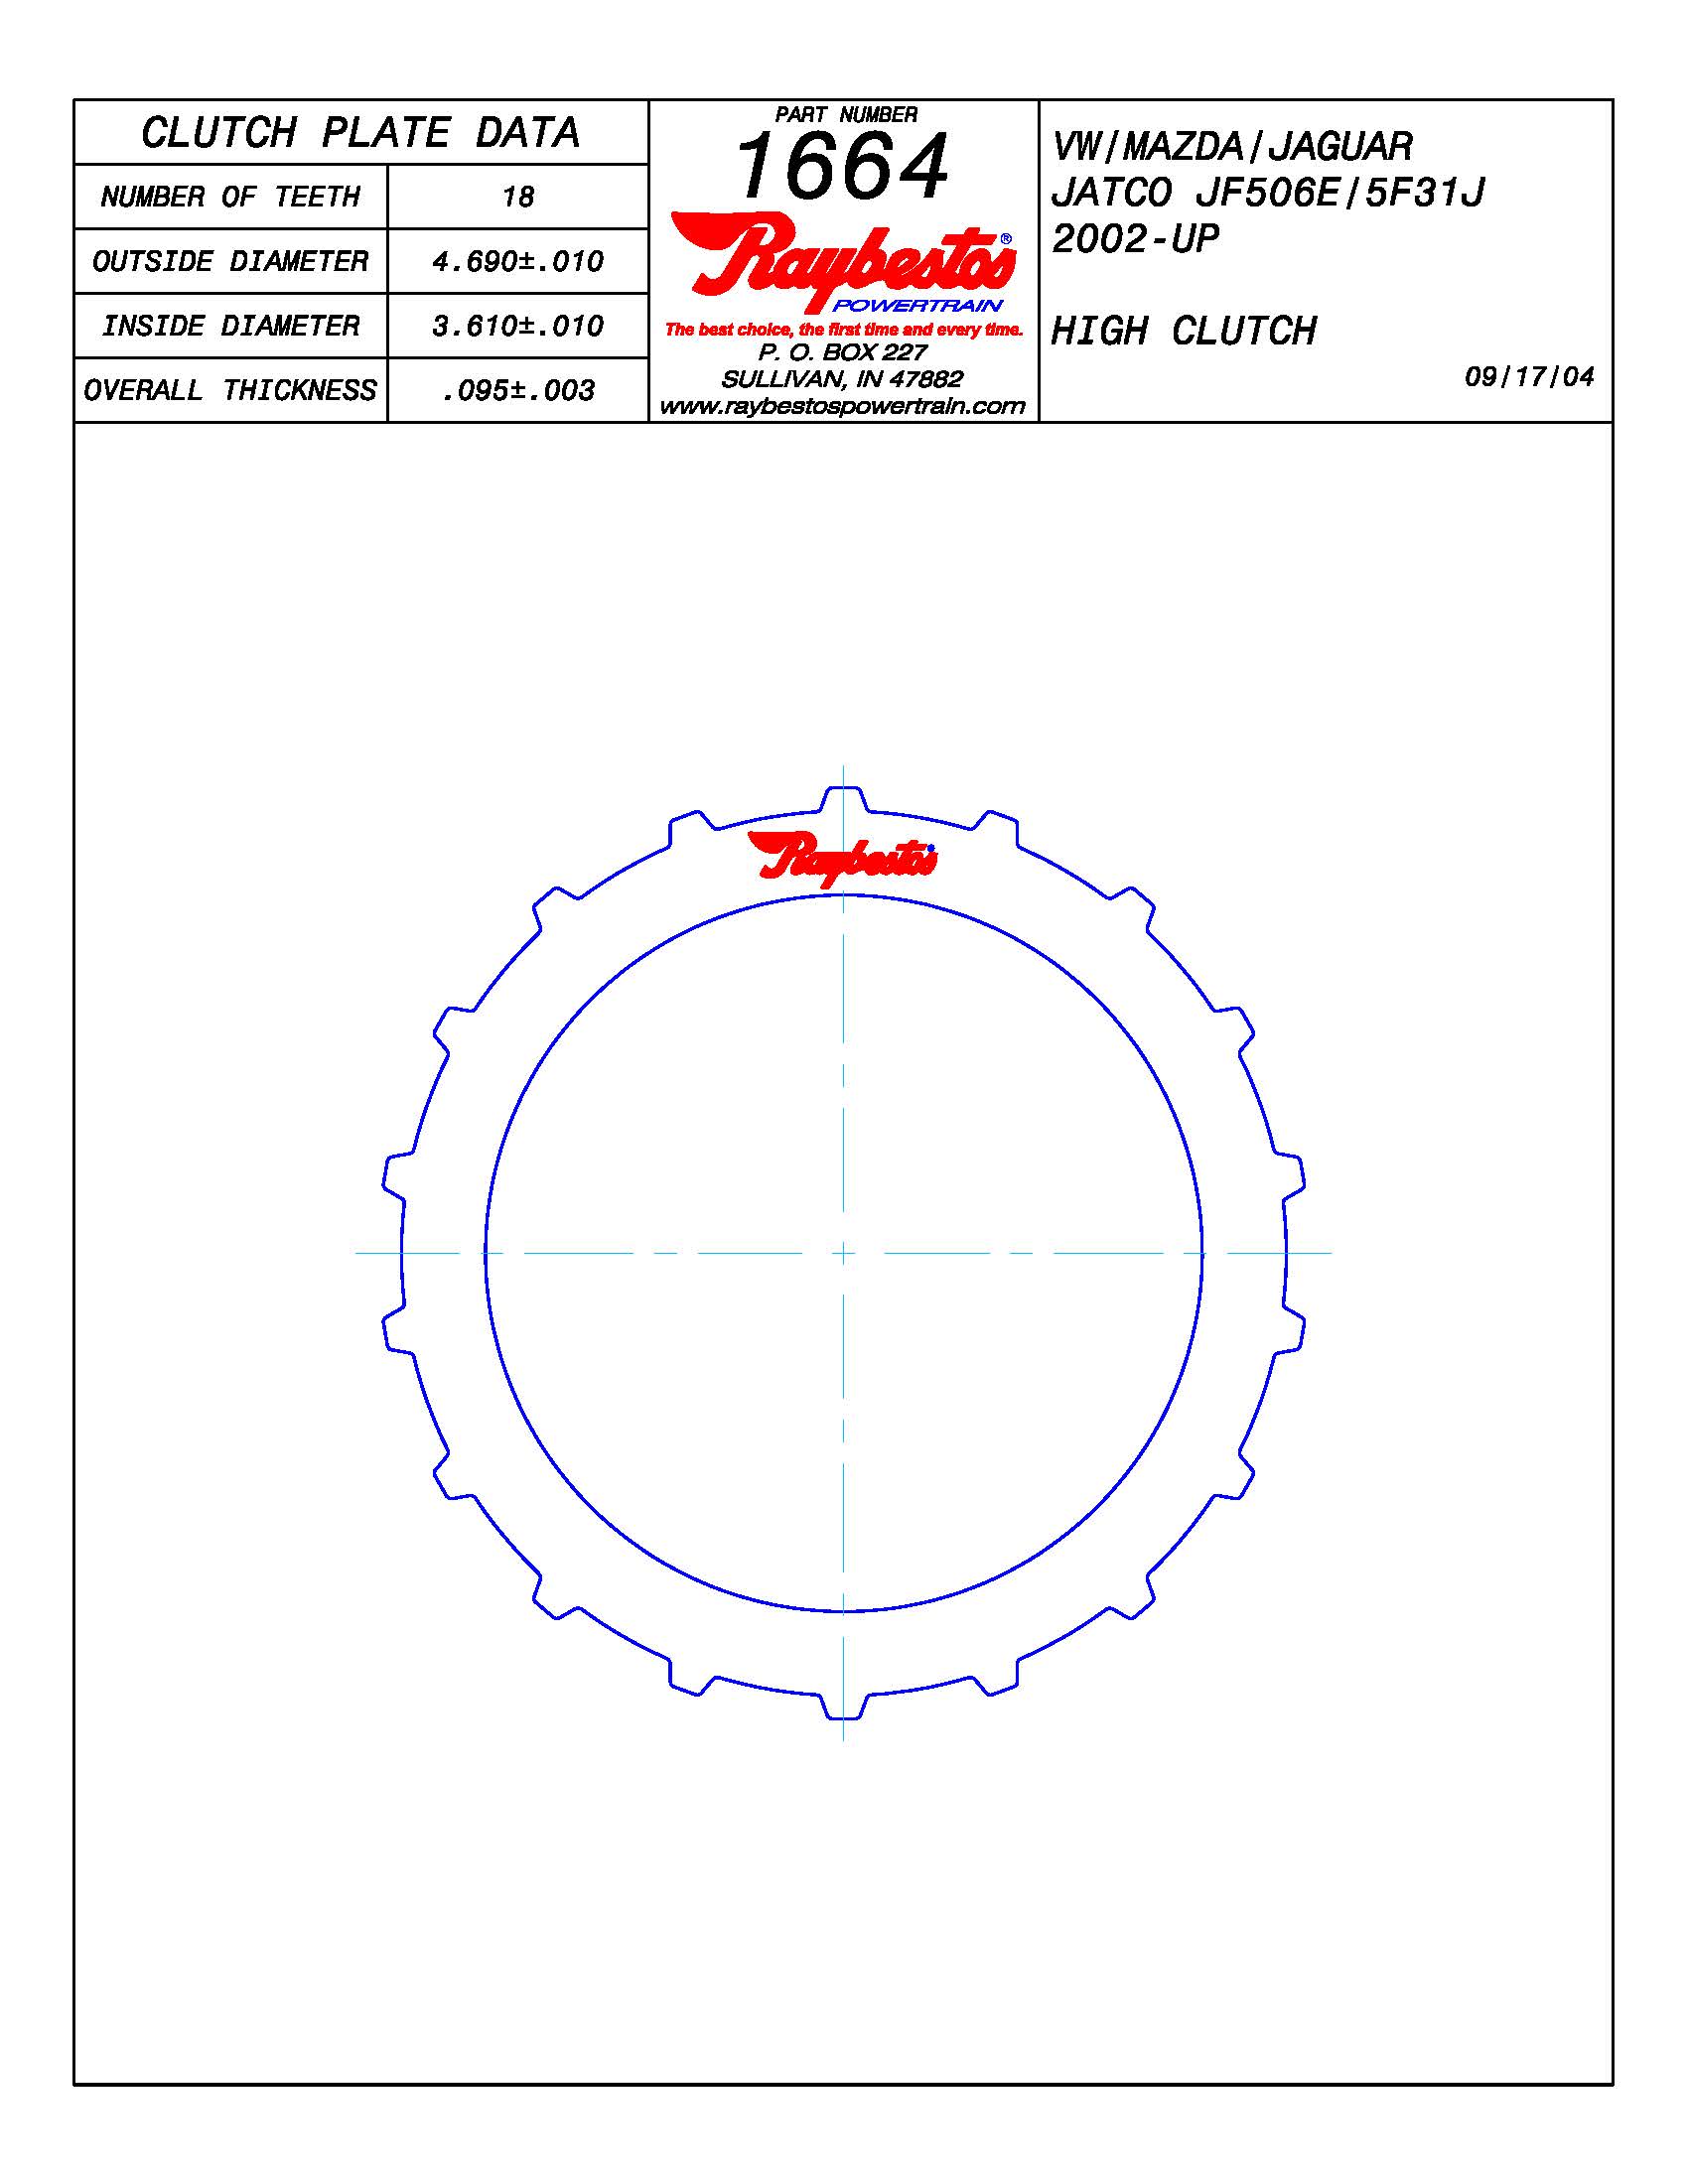 CLUTCH PLATE DATA
NUMBER OF TEETH 18
OUTSIDE DIAMETER 4.690±.010
INSIDE DIAMETER 3.610±.010
OVERALL THICKNESS .095±.003
PART NUMBER
1664
Raybestos®
POWERTRAIN
The best choice, the first time and every time.
P. O. BOX 227
SULLIVAN, IN 47882
www.raybestospowertrain.com
VW/MAZDA/JAGUAR
JATCO JF506E/5F31J
2002-UP
HIGH CLUTCH
09/17/04
Raybestos